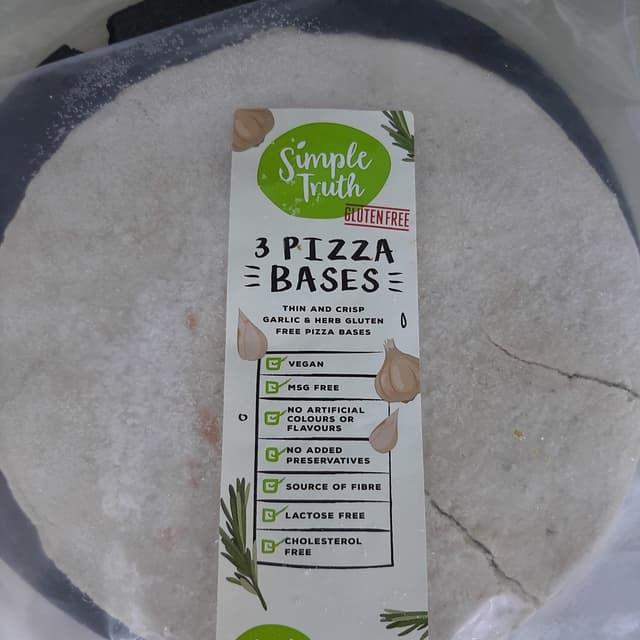 Simple
Truth
GLUTEN FREE
3 PIZZA
BASES
THIN AND CRISP
GARLIC & HERB GLUTEN
FREE PIZZA BASES
VEGAN
MSG FREE
NO ARTIFICIAL
COLOURS OR
FLAVOURS
NO ADDED
PRESERVATIVES
SOURCE OF FIBRE
LACTOSE FREE
CHOLESTEROL
FREE